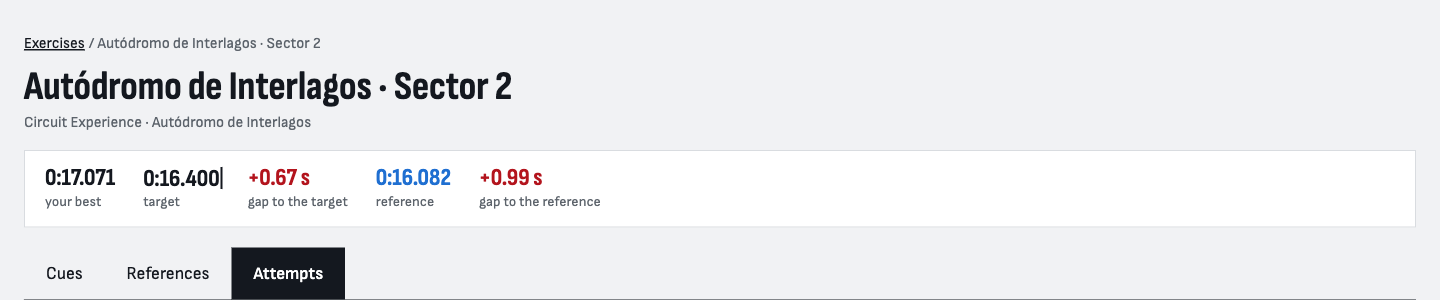 Exercises / Autódromo de Interlagos · Sector 2
Autódromo de Interlagos · Sector 2
Circuit Experience · Autódromo de Interlagos
0:17.071 0:16.400 +0.67 s 0:16.082 +0.99 s
your best target gap to the target reference gap to the reference
Cues References Attempts